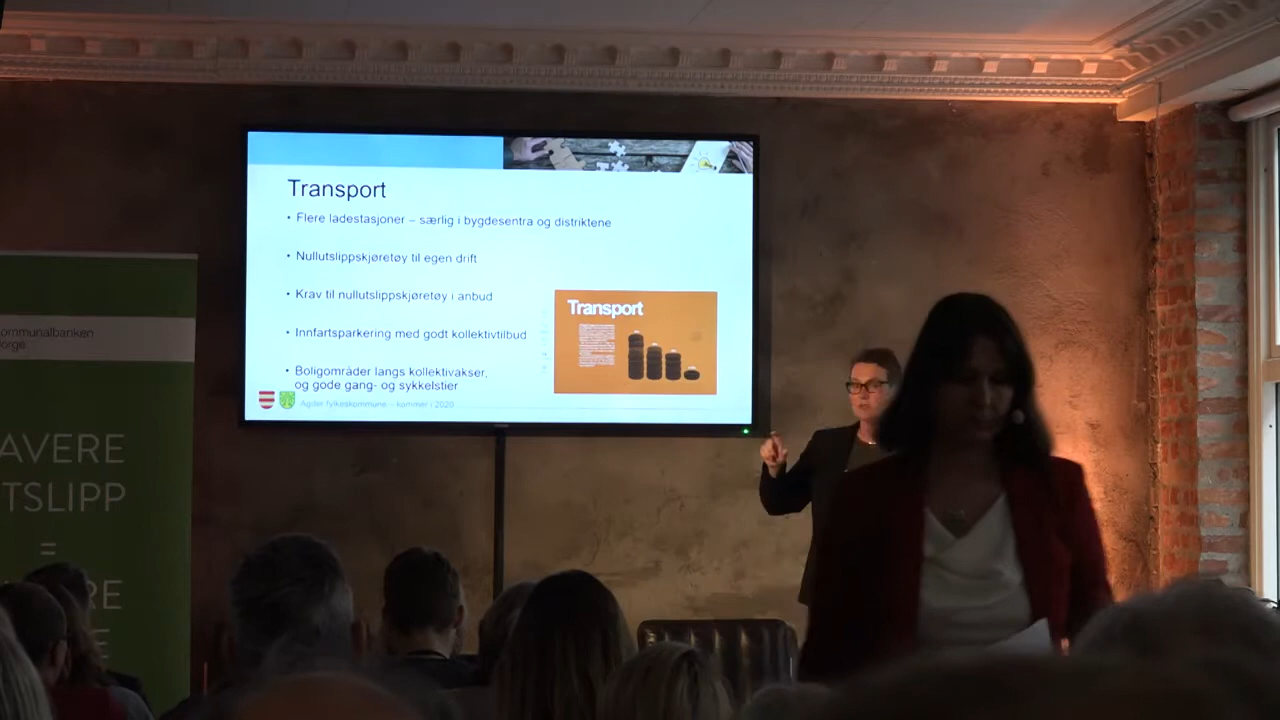 Transport
• Flere ladestasjoner – særlig i bygdesentra og distriktene
• Nullutslippskjøretøy til egen drift
• Krav til nullutslippskjøretøy i anbud
• Innfartsparkering med godt kollektivtilbud
• Boligområder langs kollektivakser,
og gode gang- og sykkelstier
Agder fylkeskommune – kommer i 2020
Transport
ommunalbanken
orge
AVERE
TSLIPP
=
RE